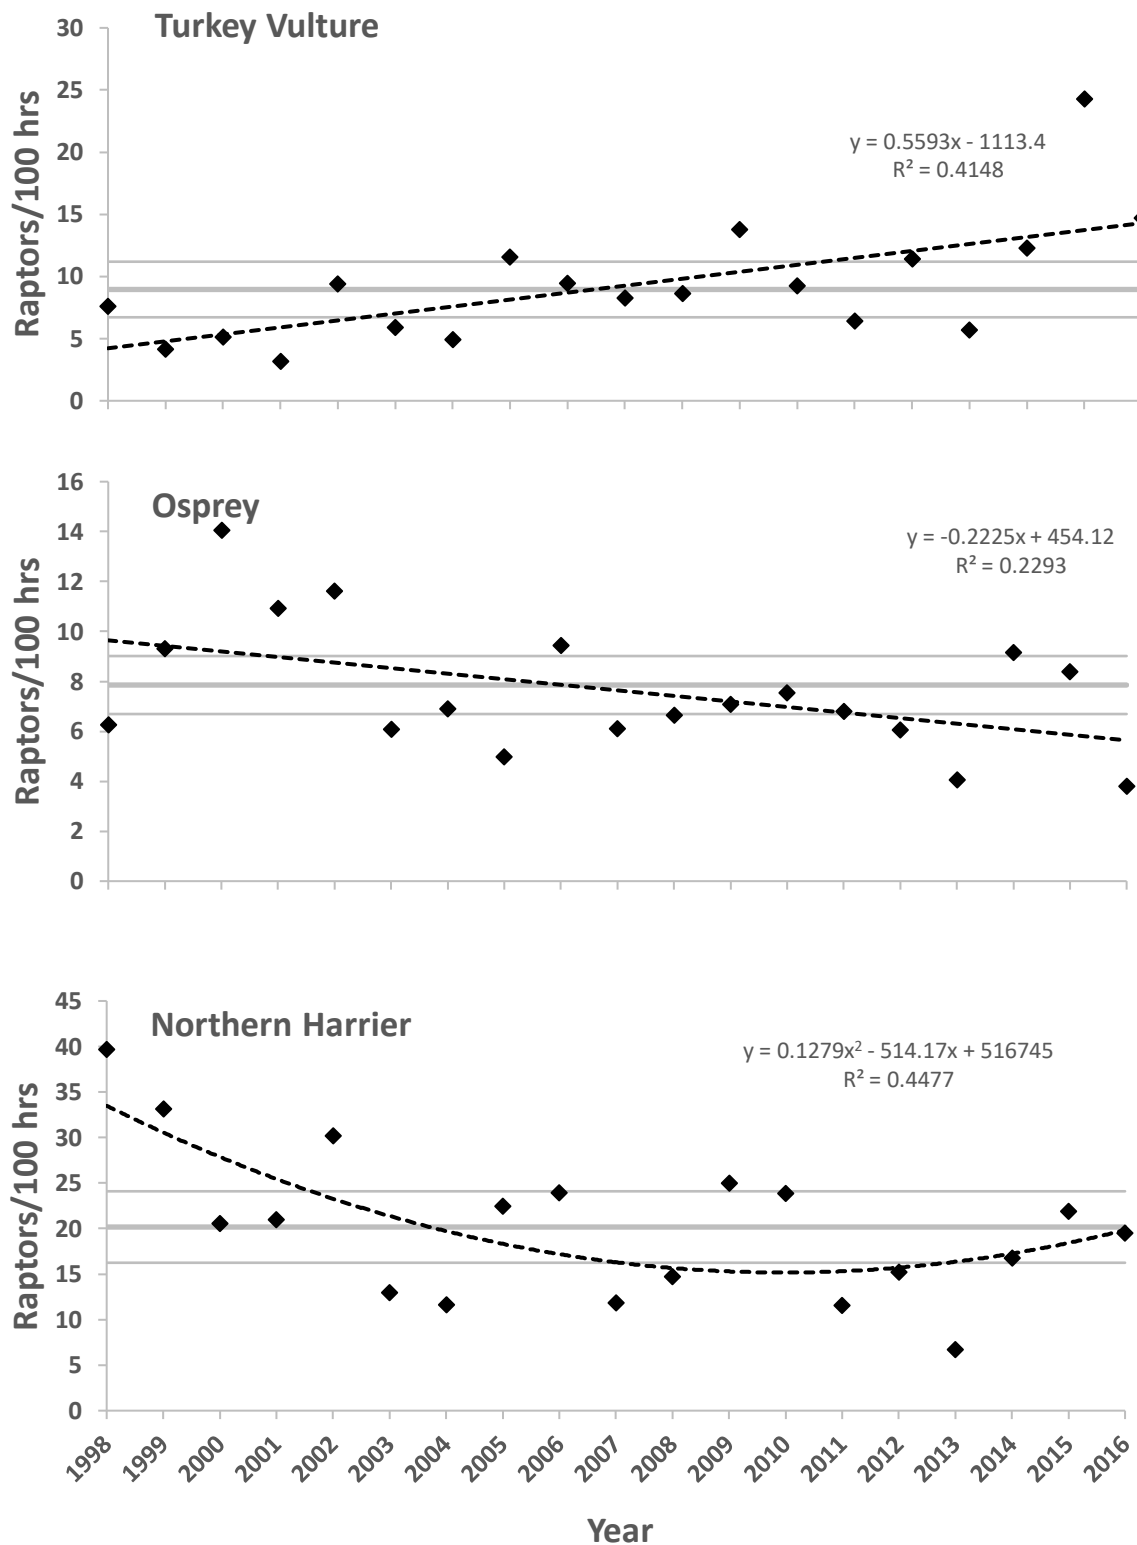 Turkey Vulture
30
25
20
15
10
5
0
Raptors/100 hrs
y = 0.5593x - 1113.4
R² = 0.4148
Osprey
16
14
12
10
8
6
4
2
0
Raptors/100 hrs
y = -0.2225x + 454.12
R² = 0.2293
Northern Harrier
45
40
35
30
25
20
15
10
5
0
Raptors/100 hrs
y = 0.1279x² - 514.17x + 516745
R² = 0.4477
1998 1999 2000 2001 2002 2003 2004 2005 2006 2007 2008 2009 2010 2011 2012 2013 2014 2015 2016
Year